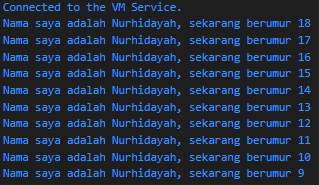 Connected to the VM Service.
Nama saya adalah Nurhidayah, sekarang berumur 18
Nama saya adalah Nurhidayah, sekarang berumur 17
Nama saya adalah Nurhidayah, sekarang berumur 16
Nama saya adalah Nurhidayah, sekarang berumur 15
Nama saya adalah Nurhidayah, sekarang berumur 14
Nama saya adalah Nurhidayah, sekarang berumur 13
Nama saya adalah Nurhidayah, sekarang berumur 12
Nama saya adalah Nurhidayah, sekarang berumur 11
Nama saya adalah Nurhidayah, sekarang berumur 10
Nama saya adalah Nurhidayah, sekarang berumur 9